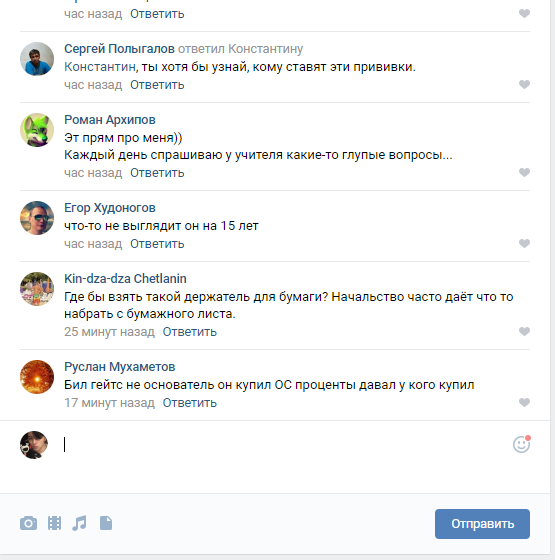 час назад Ответить
Сергей Полыгалов ответил Константину
Константин, ты хотя бы узнай, кому ставят эти прививки.
час назад Ответить
Роман Архипов
Эт прям про меня))
Каждый день спрашиваю у учителя какие-то глупые вопросы...
час назад Ответить
Егор Худоногов
что-то не выглядит он на 15 лет
час назад Ответить
Kin-dza-dza Chetlanin
Где бы взять такой держатель для бумаги? Начальство часто даёт что то
набрать с бумажного листа.
25 минут назад Ответить
Руслан Мухаметов
Бил гейтс не основатель он купил ОС проценты давал у кого купил
17 минут назад Ответить
Отправить